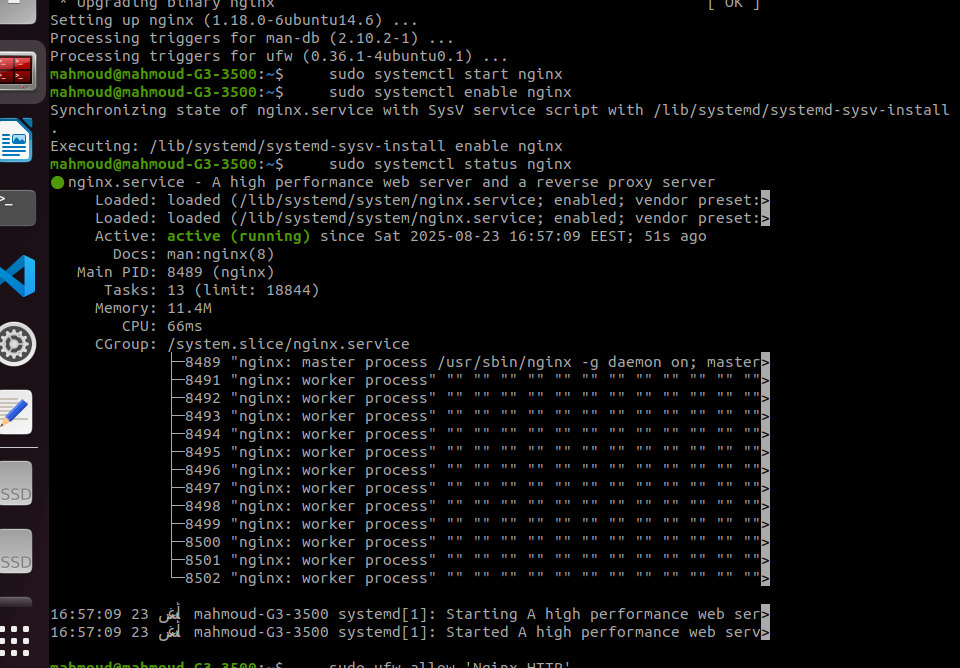 * Upgrading binary nginx [ OK ]
Setting up nginx (1.18.0-6ubuntu14.6) ...
Processing triggers for man-db (2.10.2-1) ...
Processing triggers for ufw (0.36.1-4ubuntu0.1) ...
mahmoud@mahmoud-G3-3500:~$     sudo systemctl start nginx
mahmoud@mahmoud-G3-3500:~$     sudo systemctl enable nginx
Synchronizing state of nginx.service with SysV service script with /lib/systemd/systemd-sysv-install
.
Executing: /lib/systemd/systemd-sysv-install enable nginx
mahmoud@mahmoud-G3-3500:~$     sudo systemctl status nginx
● nginx.service - A high performance web server and a reverse proxy server
     Loaded: loaded (/lib/systemd/system/nginx.service; enabled; vendor preset:>
     Loaded: loaded (/lib/systemd/system/nginx.service; enabled; vendor preset:>
     Active: active (running) since Sat 2025-08-23 16:57:09 EEST; 51s ago
       Docs: man:nginx(8)
   Main PID: 8489 (nginx)
      Tasks: 13 (limit: 18844)
     Memory: 11.4M
        CPU: 66ms
     CGroup: /system.slice/nginx.service
             ├─8489 "nginx: master process /usr/sbin/nginx -g daemon on; master>
             ├─8491 "nginx: worker process" "" "" "" "" "" "" "" "" "" "" "" "">
             ├─8492 "nginx: worker process" "" "" "" "" "" "" "" "" "" "" "" "">
             ├─8493 "nginx: worker process" "" "" "" "" "" "" "" "" "" "" "" "">
             ├─8494 "nginx: worker process" "" "" "" "" "" "" "" "" "" "" "" "">
             ├─8495 "nginx: worker process" "" "" "" "" "" "" "" "" "" "" "" "">
             ├─8496 "nginx: worker process" "" "" "" "" "" "" "" "" "" "" "" "">
             ├─8497 "nginx: worker process" "" "" "" "" "" "" "" "" "" "" "" "">
             ├─8498 "nginx: worker process" "" "" "" "" "" "" "" "" "" "" "" "">
             ├─8499 "nginx: worker process" "" "" "" "" "" "" "" "" "" "" "" "">
             ├─8500 "nginx: worker process" "" "" "" "" "" "" "" "" "" "" "" "">
             ├─8501 "nginx: worker process" "" "" "" "" "" "" "" "" "" "" "" "">
             └─8502 "nginx: worker process" "" "" "" "" "" "" "" "" "" "" "" "">
16:57:09 23 mahmoud-G3-3500 systemd[1]: Starting A high performance web ser>
16:57:09 23 mahmoud-G3-3500 systemd[1]: Started A high performance web serv>
mahmoud@mahmoud-G3-3500:~$     sudo ufw allow 'Nginx HTTP'
SSD
SSD